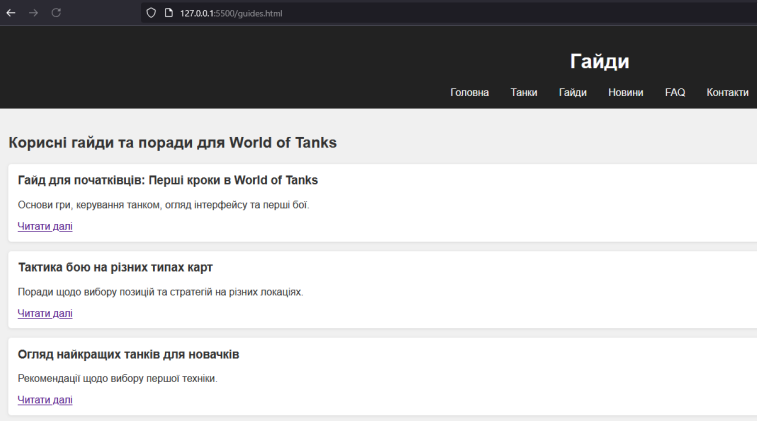 127.0.0.1:5500/guides.html
Гайди
Головна Танки Гайди Новини FAQ Контакти
Корисні гайди та поради для World of Tanks
Гайд для початківців: Перші кроки в World of Tanks
Основи гри, керування танком, огляд інтерфейсу та перші бої.
Читати далі
Тактика бою на різних типах карт
Поради щодо вибору позицій та стратегій на різних локаціях.
Читати далі
Огляд найкращих танків для новачків
Рекомендації щодо вибору першої техніки.
Читати далі